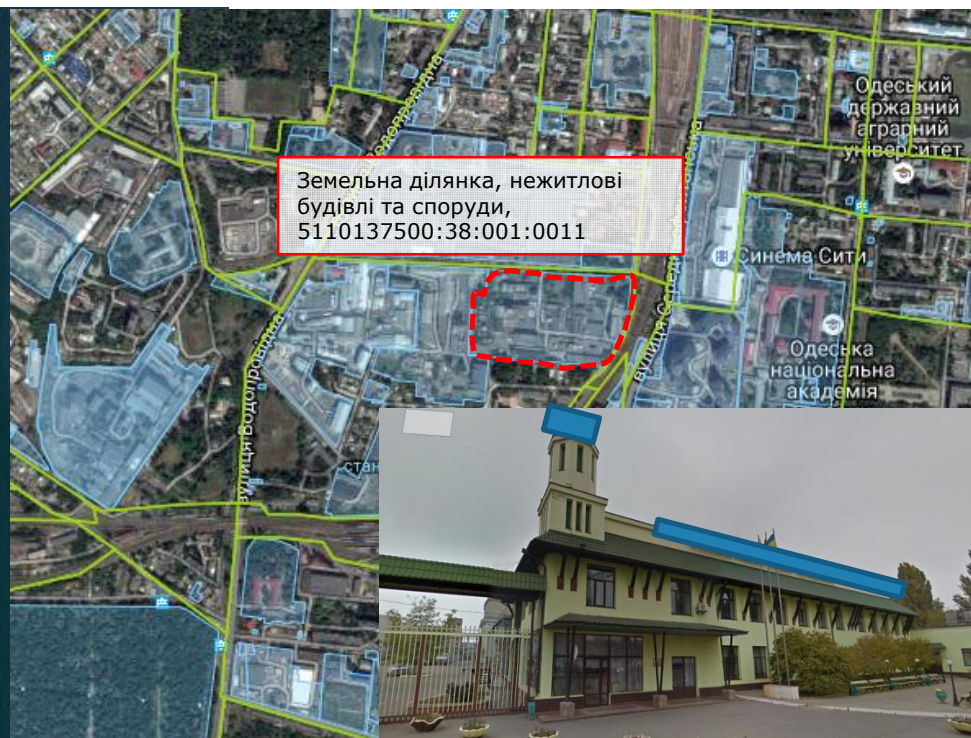 Одеський
державний
аграрний
університет
Земельна ділянка, нежитлові
будівлі та споруди,
5110137500:38:001:0011
Синема Сити
Одеська
національна
академія
вулиця Водопровідна